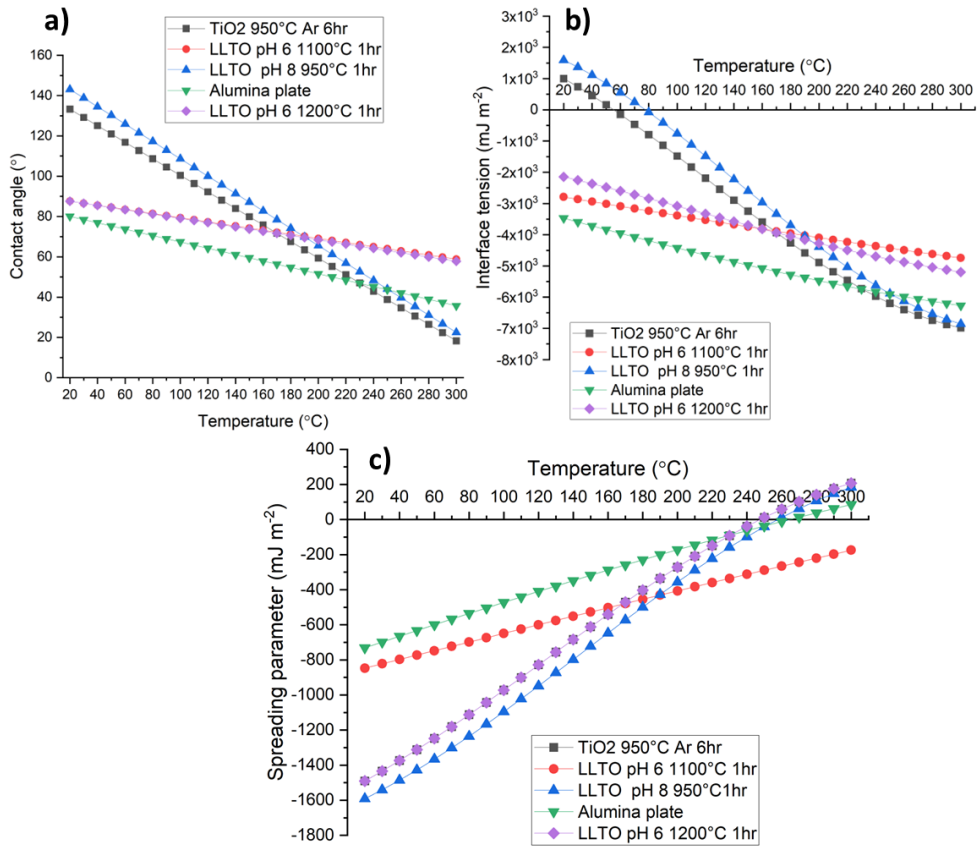 a)
TiO2 950°C Ar 6hr
LLTO pH 6 1100°C 1hr
LLTO pH 8 950°C 1hr
Alumina plate
LLTO pH 6 1200°C 1hr
Contact angle (°)
160
140
120
100
80
60
40
20
0
20 40 60 80 100 120 140 160 180 200 220 240 260 280 300
Temperature (°C)
b)
Temperature (°C)
20 40 60 80 100 120 140 160 180 200 220 240 260 280 300
Interface tension (mJ m⁻²)
3x10³
2x10³
1x10³
0
-1x10³
-2x10³
-3x10³
-4x10³
-5x10³
-6x10³
-7x10³
-8x10³
TiO2 950°C Ar 6hr
LLTO pH 6 1100°C 1hr
LLTO pH 8 950°C 1hr
Alumina plate
LLTO pH 6 1200°C 1hr
c)
Temperature (°C)
20 40 60 80 100 120 140 160 180 200 220 240 260 280 300
Spreading parameter (mJ m⁻²)
400
200
0
-200
-400
-600
-800
-1000
-1200
-1400
-1600
-1800
TiO2 950°C Ar 6hr
LLTO pH 6 1100°C 1hr
LLTO pH 8 950°C1hr
Alumina plate
LLTO pH 6 1200°C 1hr